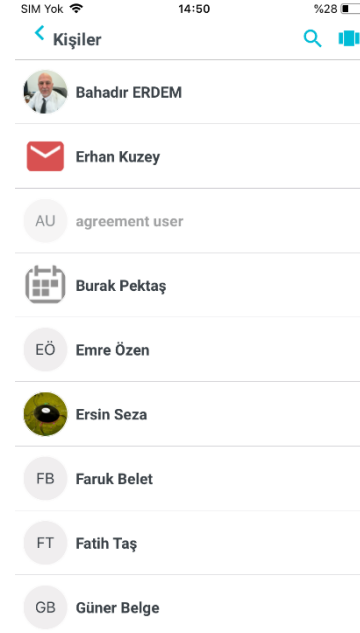 SIM Yok 14:50 %28
Kişiler
Bahadır ERDEM
Erhan Kuzey
AU agreement user
Burak Pektaş
EÖ Emre Özen
Ersin Seza
FB Faruk Belet
FT Fatih Taş
GB Güner Belge